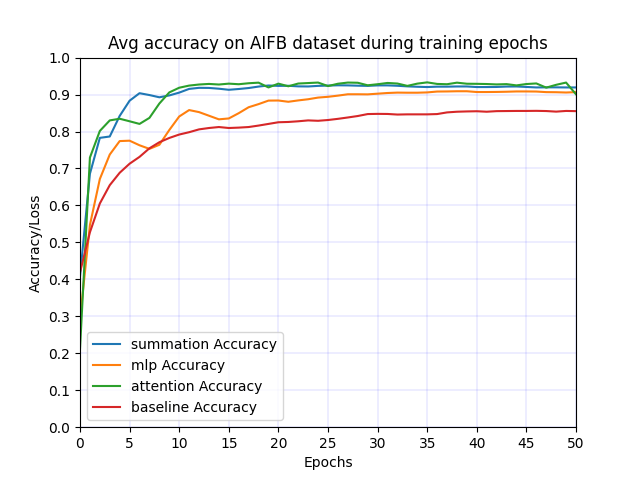 Avg accuracy on AIFB dataset during training epochs
Accuracy/Loss
1.0
0.9
0.8
0.7
0.6
0.5
0.4
0.3
0.2
0.1
0.0
summation Accuracy
mlp Accuracy
attention Accuracy
baseline Accuracy
0 5 10 15 20 25 30 35 40 45 50
Epochs